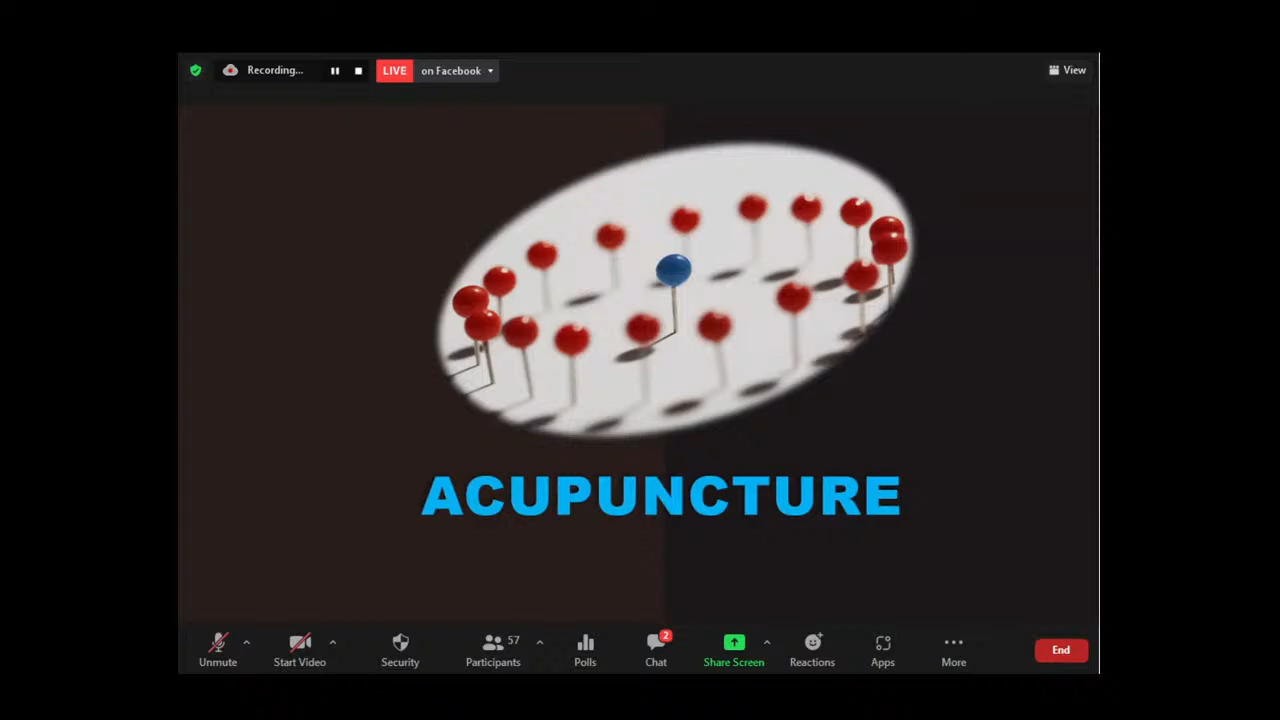 Recording...
LIVE on Facebook
View
ACUPUNCTURE
57
2
Unmute Start Video Security Participants Polls Chat Share Screen Reactions Apps More End